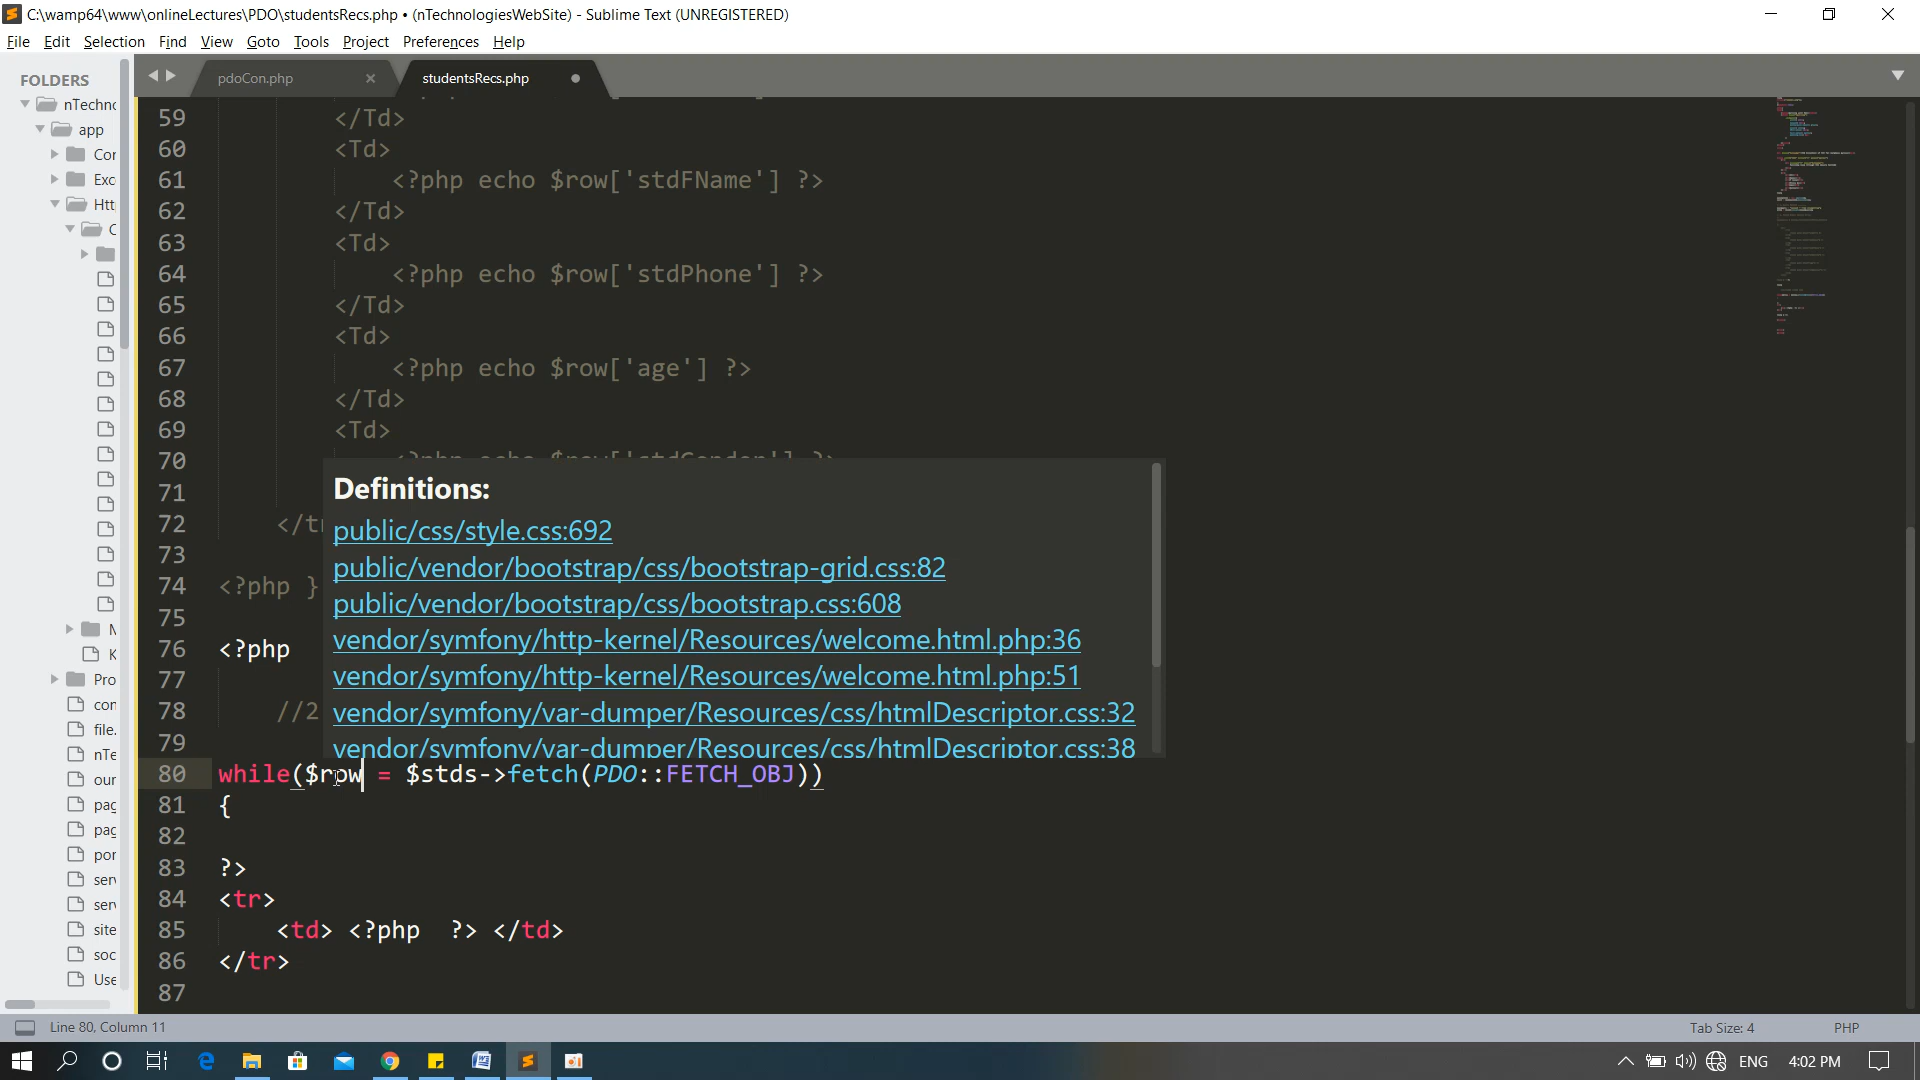 C:\wamp64\www\onlineLectures\PDO\studentsRecs.php • (nTechnologiesWebSite) - Sublime Text (UNREGISTERED)
File Edit Selection Find View Goto Tools Project Preferences Help
FOLDERS
nTechno
app
Cor
Exc
Htt
C
M
K
Pro
con
file.
nTe
our
pag
pag
por
ser
ser
site
soc
Use
pdoCon.php
studentsRecs.php
59 </Td>
60 <Td>
61 <?php echo $row['stdFName'] ?>
62 </Td>
63 <Td>
64 <?php echo $row['stdPhone'] ?>
65 </Td>
66 <Td>
67 <?php echo $row['age'] ?>
68 </Td>
69 <Td>
70 <?php echo $row['stdGender'] ?>
71
72 </tr
73
74 <?php }
75
76 <?php
77
78 //2
79
80 while($row = $stds->fetch(PDO::FETCH_OBJ))
81 {
82
83 ?>
84 <tr>
85 <td> <?php ?> </td>
86 </tr>
87
Definitions:
public/css/style.css:692
public/vendor/bootstrap/css/bootstrap-grid.css:82
public/vendor/bootstrap/css/bootstrap.css:608
vendor/symfony/http-kernel/Resources/welcome.html.php:36
vendor/symfony/http-kernel/Resources/welcome.html.php:51
vendor/symfony/var-dumper/Resources/css/htmlDescriptor.css:32
vendor/symfony/var-dumper/Resources/css/htmlDescriptor.css:38
Line 80, Column 11
Tab Size: 4
PHP
ENG
4:02 PM